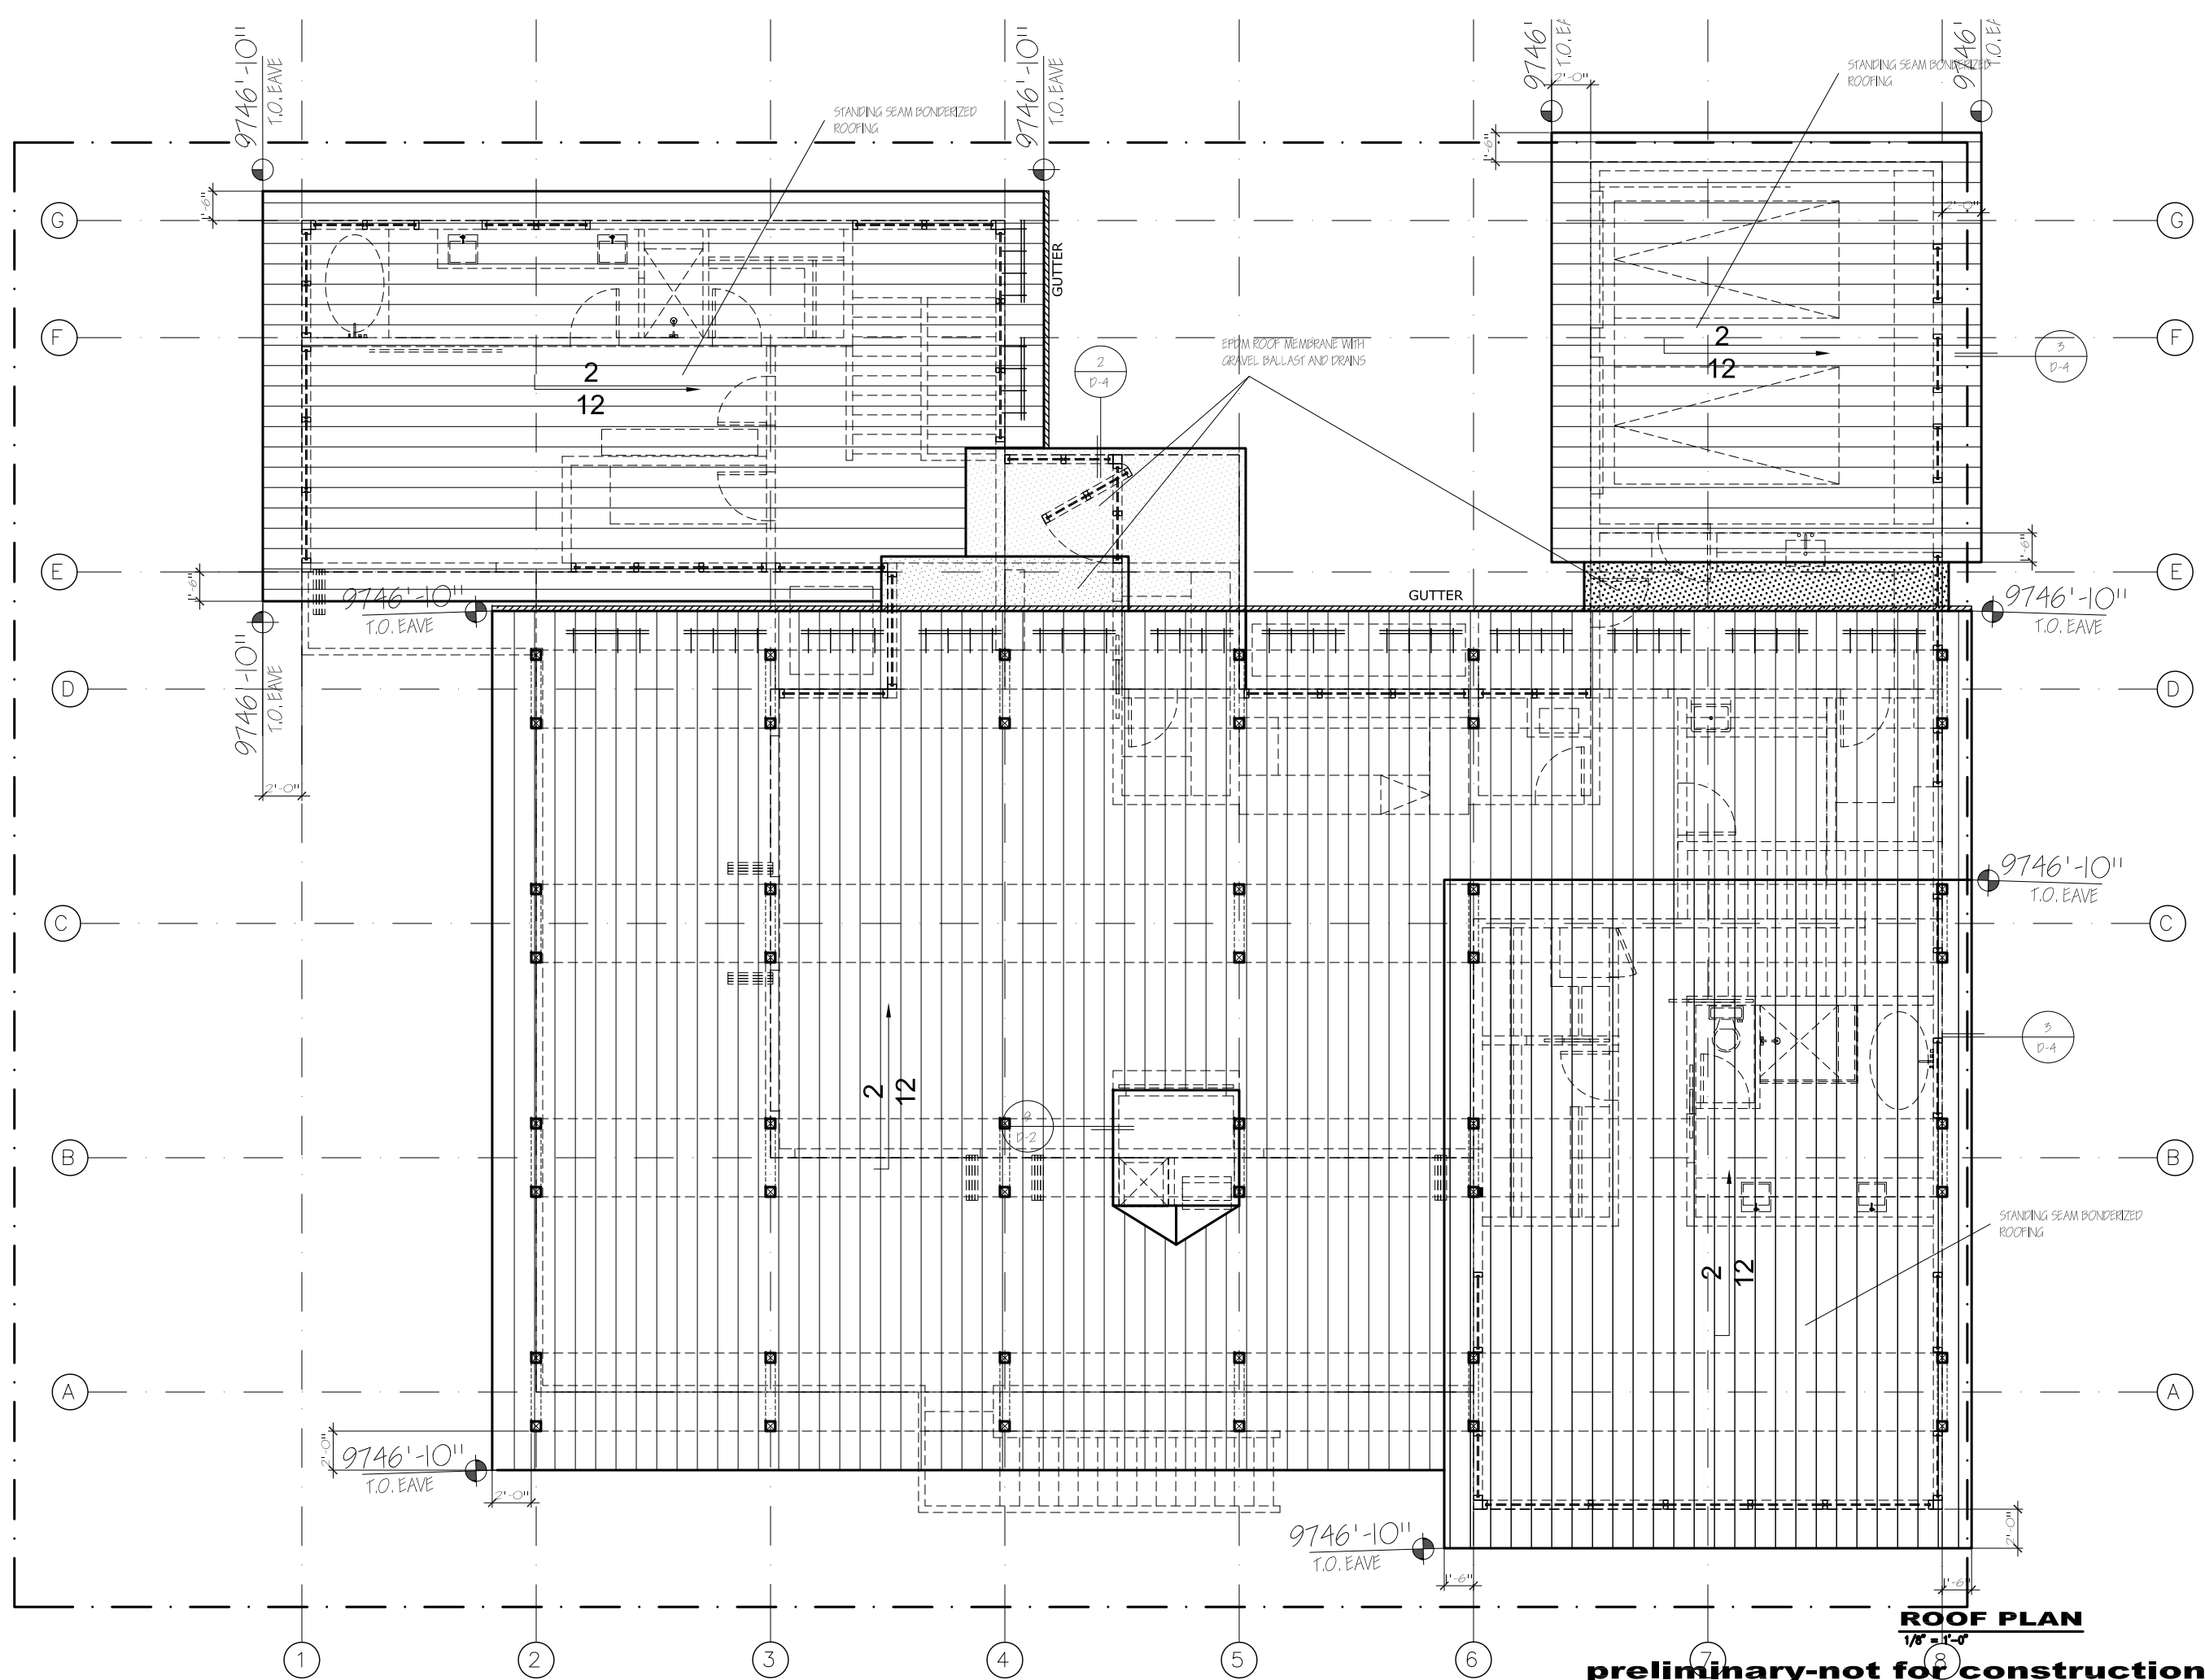 9746'-10"
T.O. EAVE
9746'-10"
T.O. EAVE
9746'
T.O. EA
9746'
T.O. EA
STANDING SEAM BONDERIZED
ROOFING
STANDING SEAM BONDERIZED
ROOFING
2'-0"
1'-6"
1'-6"
2'-0"
G
G
GUTTER
F
F
2
12
2
12
EPDM ROOF MEMBRANE WITH
GRAVEL BALLAST AND DRAINS
2
D-4
3
D-4
E
E
1'-6"
1'-6"
9746'-10"
T.O. EAVE
GUTTER
9746'-10"
T.O. EAVE
9746'-10"
T.O. EAVE
D
D
2'-0"
9746'-10"
T.O. EAVE
C
C
2
12
3
D-4
D-2
B
B
STANDING SEAM BONDERIZED
ROOFING
2
12
A
A
2'-0"
9746'-10"
T.O. EAVE
2'-0"
9746'-10"
T.O. EAVE
2'-0"
1'-6"
1'-6"
ROOF PLAN
1/8" = 1'-0"
1
2
3
4
5
6
7
8
preliminary-not for construction